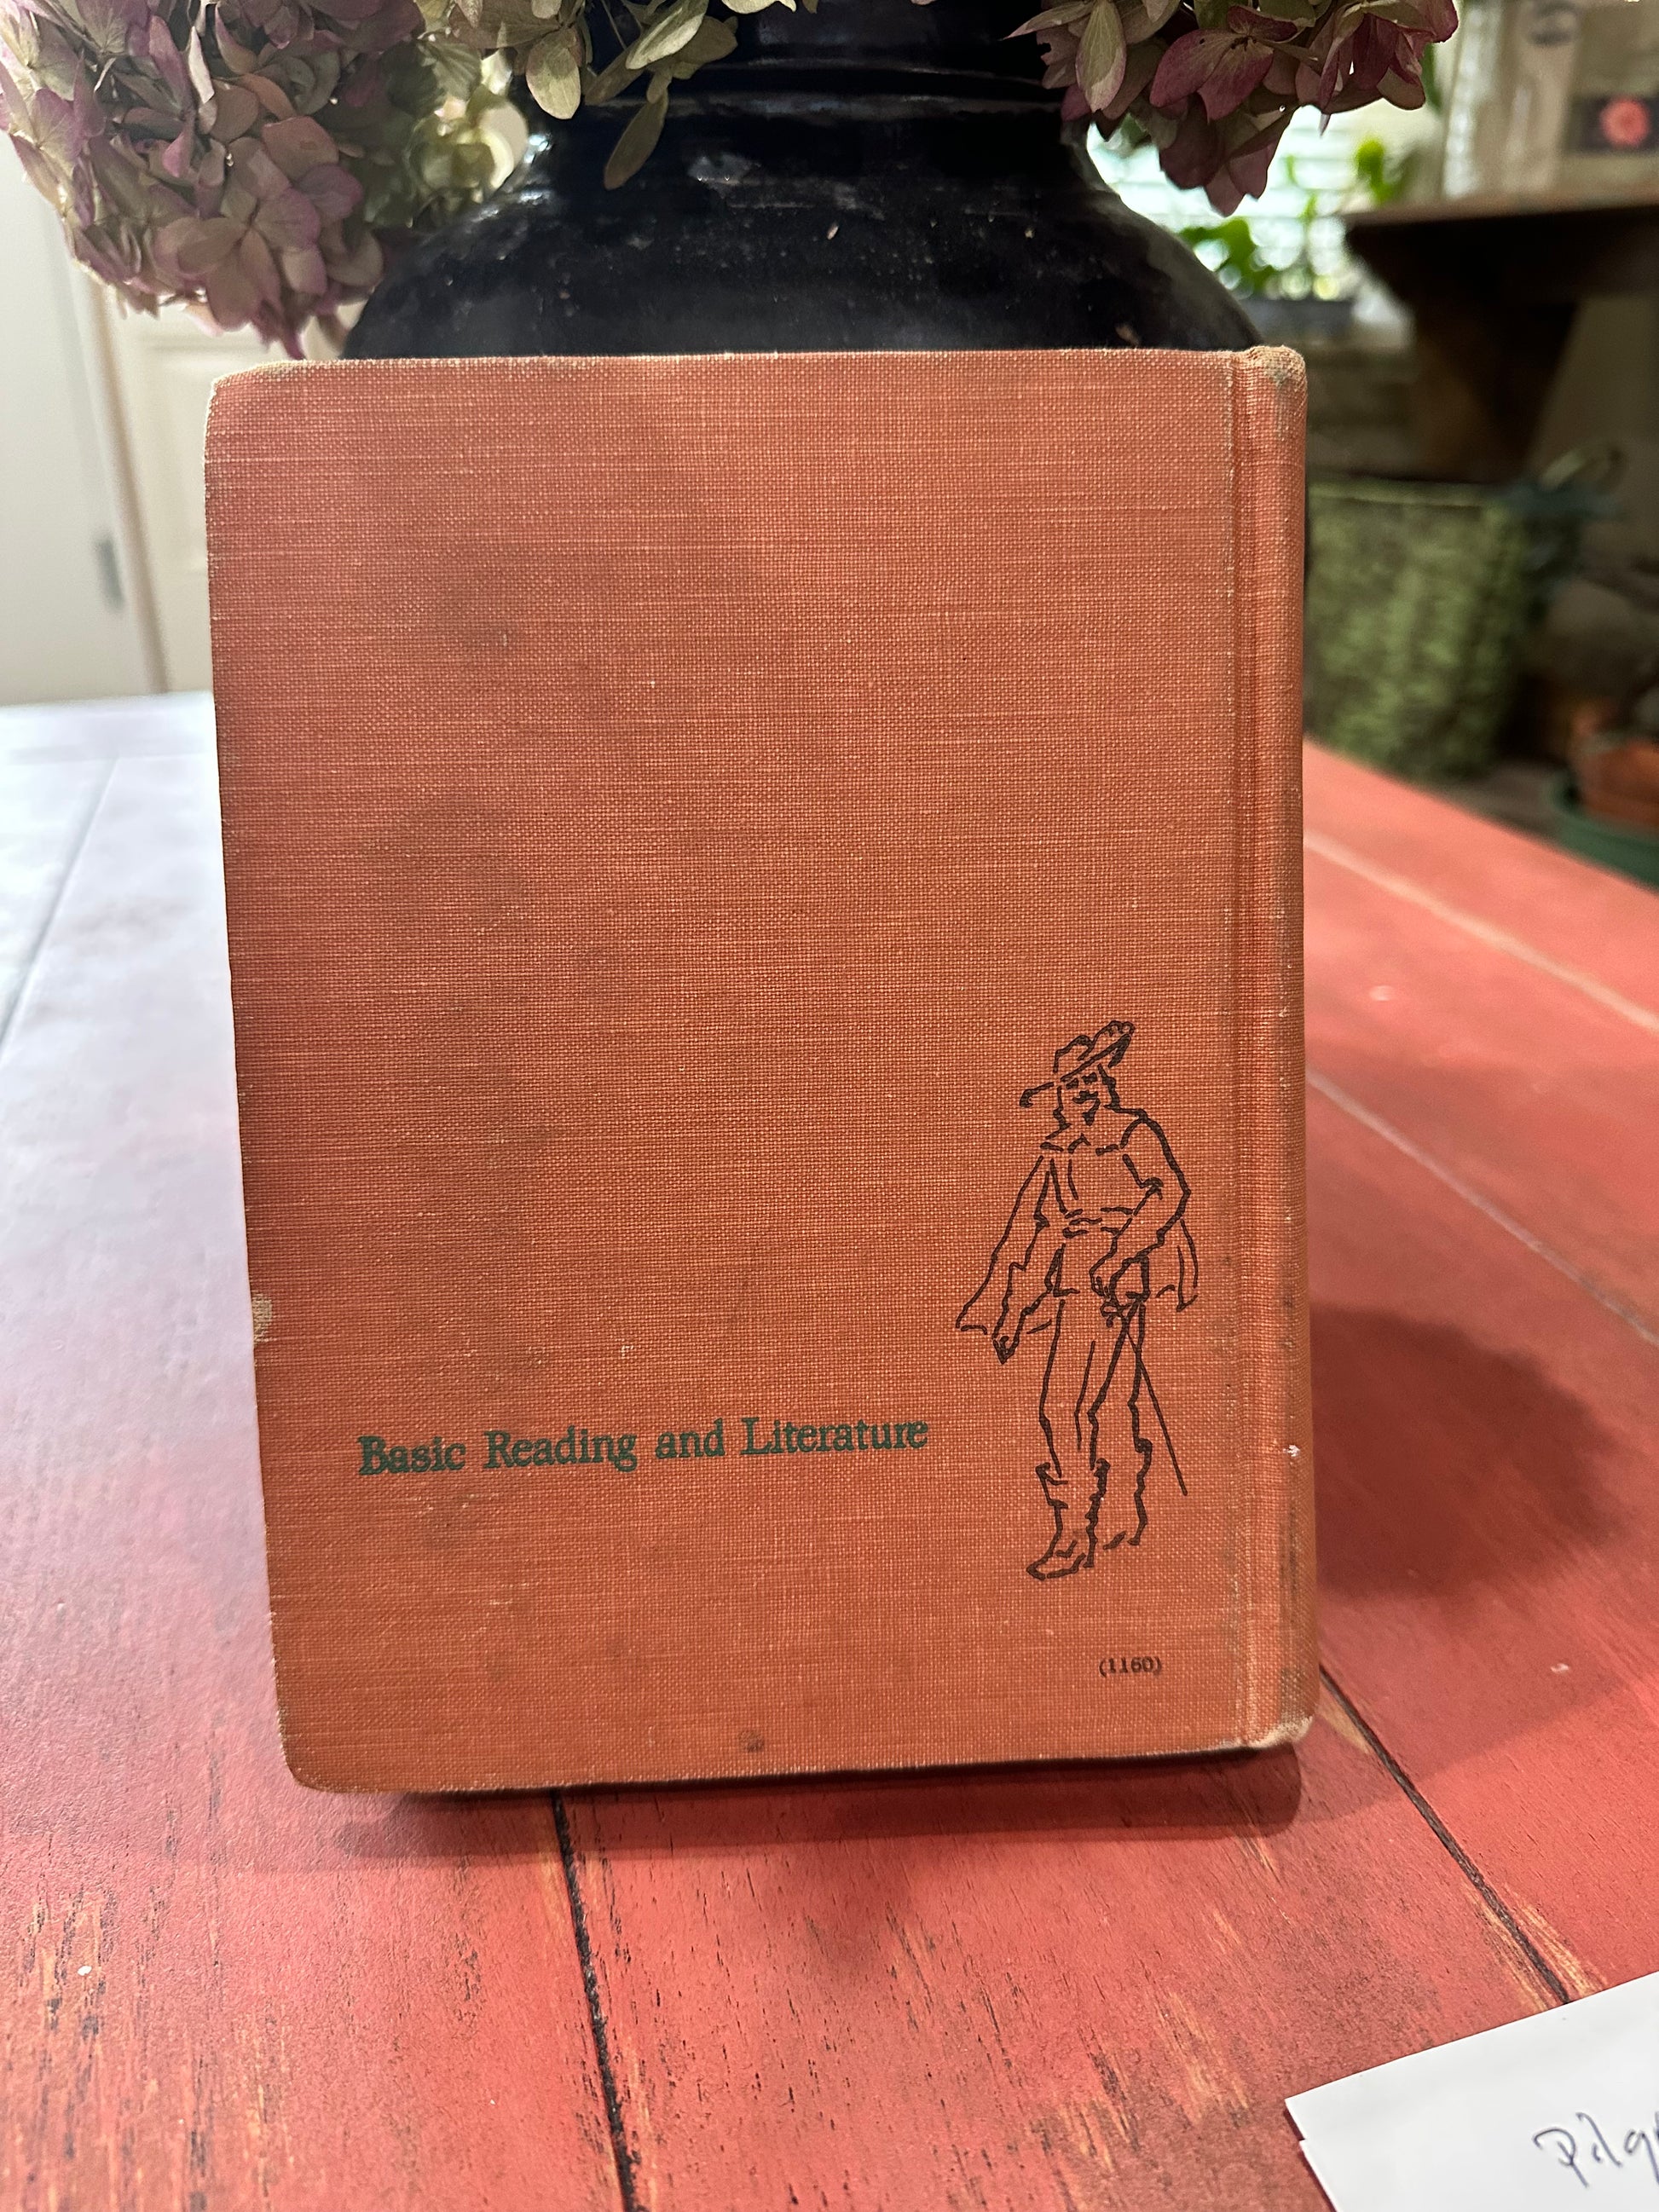 Basic Reading and Literature
(1160)